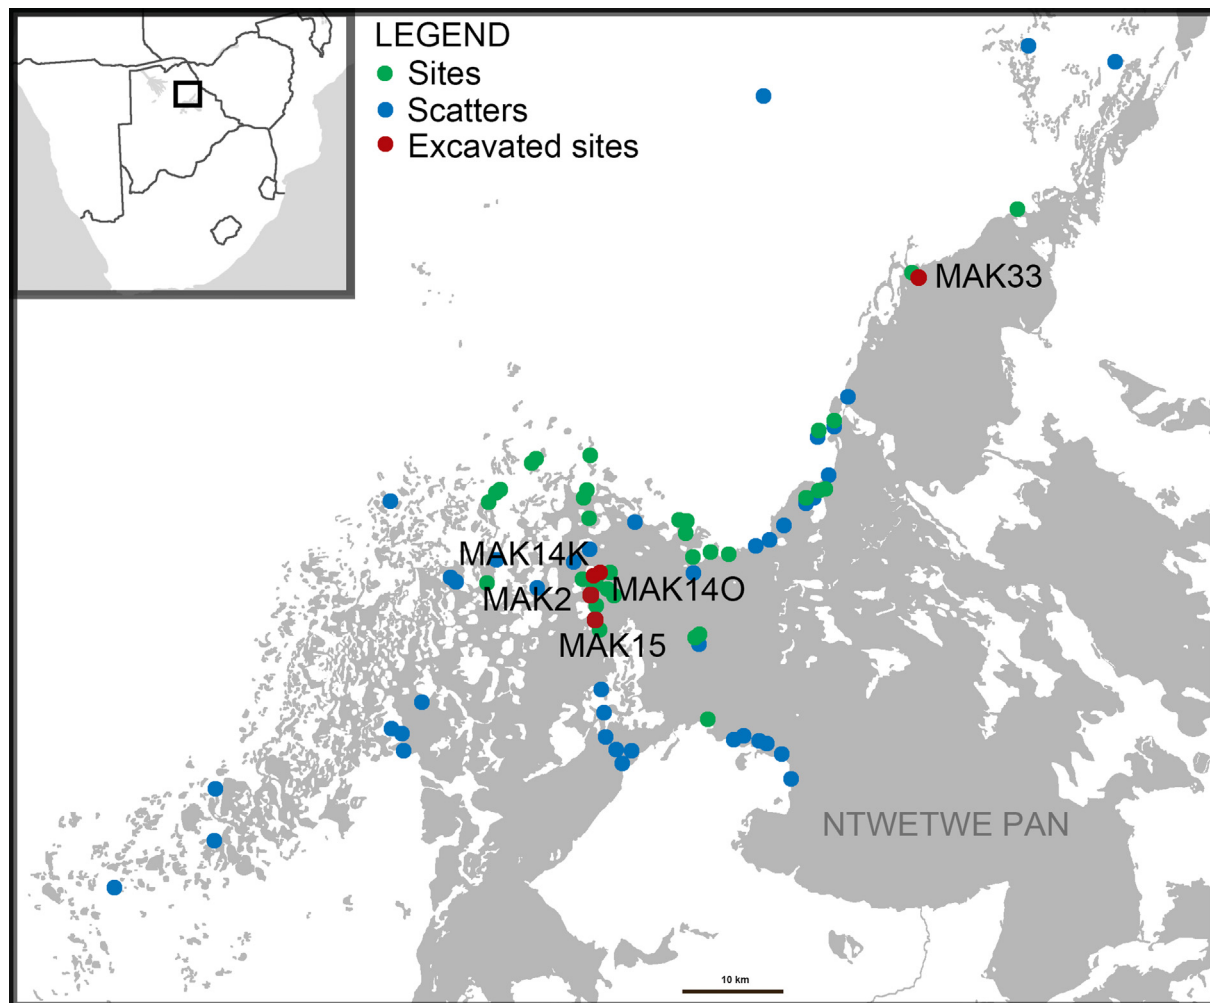 LEGEND
Sites
Scatters
Excavated sites
MAK33
MAK14K
MAK2
MAK14O
MAK15
NTWETWE PAN
10 km